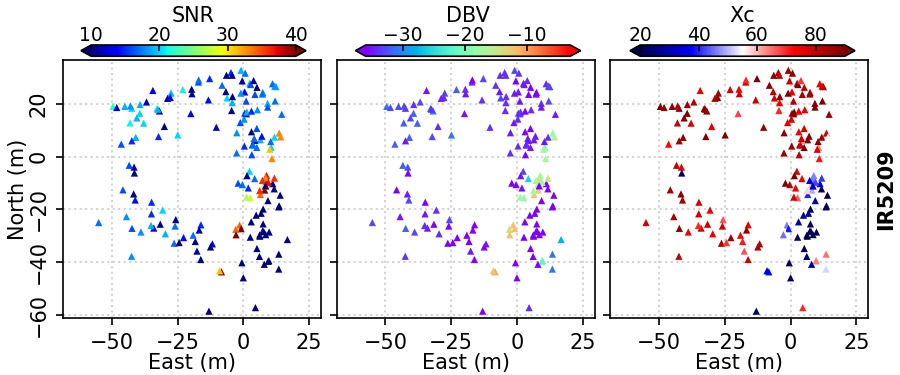 SNR DBV Xc
10 20 30 40 −30 −20 −10 20 40 60 80
20
0
−20
−40
−60
North (m)
IR5209
−50 −25 0 25 −50 −25 0 25 −50 −25 0 25
East (m) East (m) East (m)